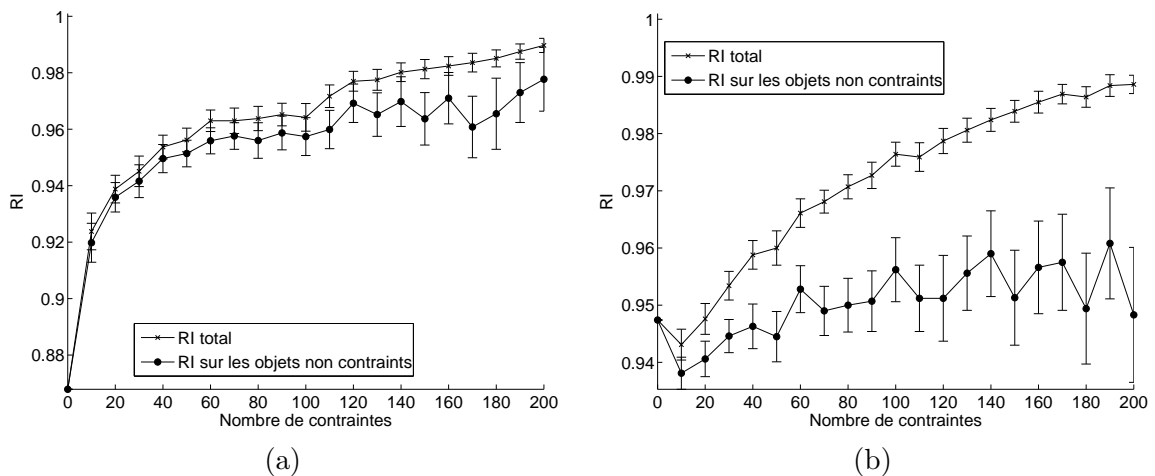 1
0.98
0.96
0.94
0.92
0.9
0.88
RI
RI total
RI sur les objets non contraints
0 20 40 60 80 100 120 140 160 180 200
Nombre de contraintes
(a)
1
0.99
0.98
0.97
0.96
0.95
0.94
RI
RI total
RI sur les objets non contraints
0 20 40 60 80 100 120 140 160 180 200
Nombre de contraintes
(b)